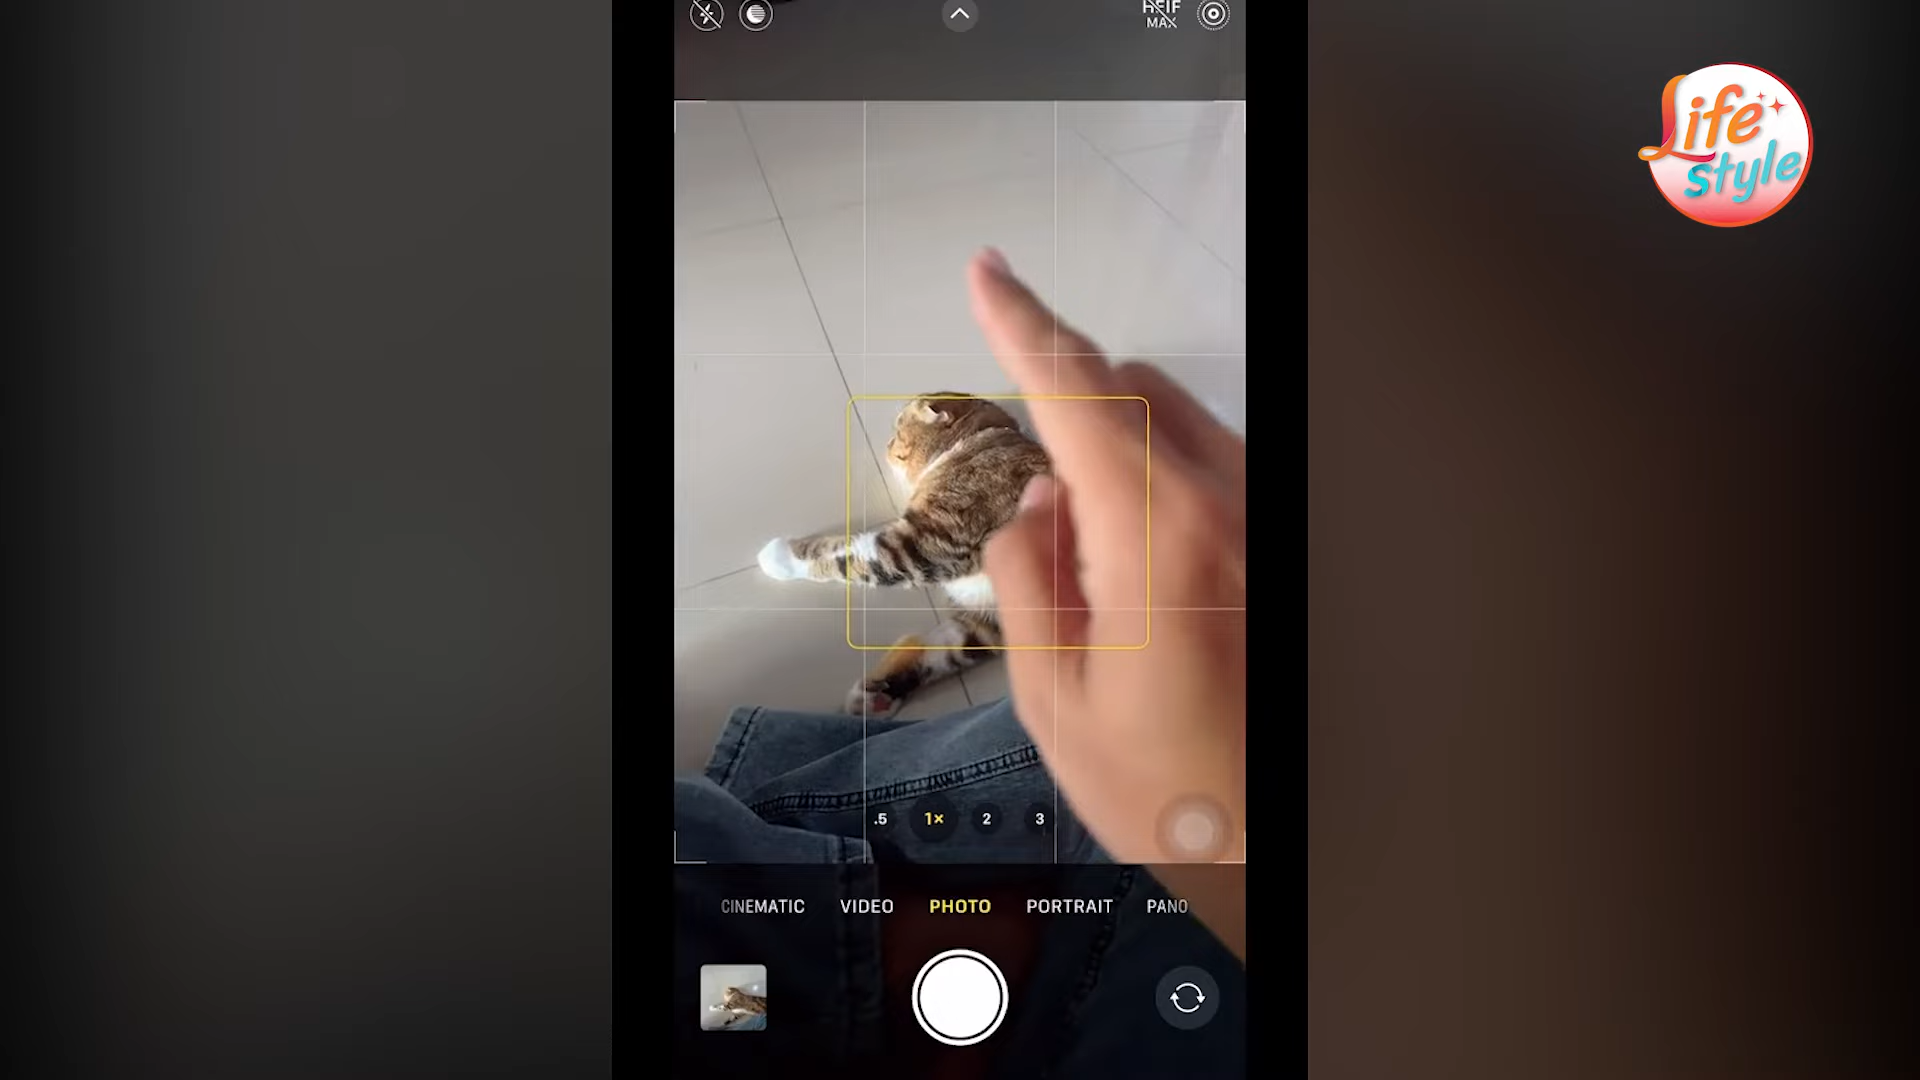 HEIF
MAX
Life
style
.5
1×
2
3
CINEMATIC
VIDEO
PHOTO
PORTRAIT
PANO